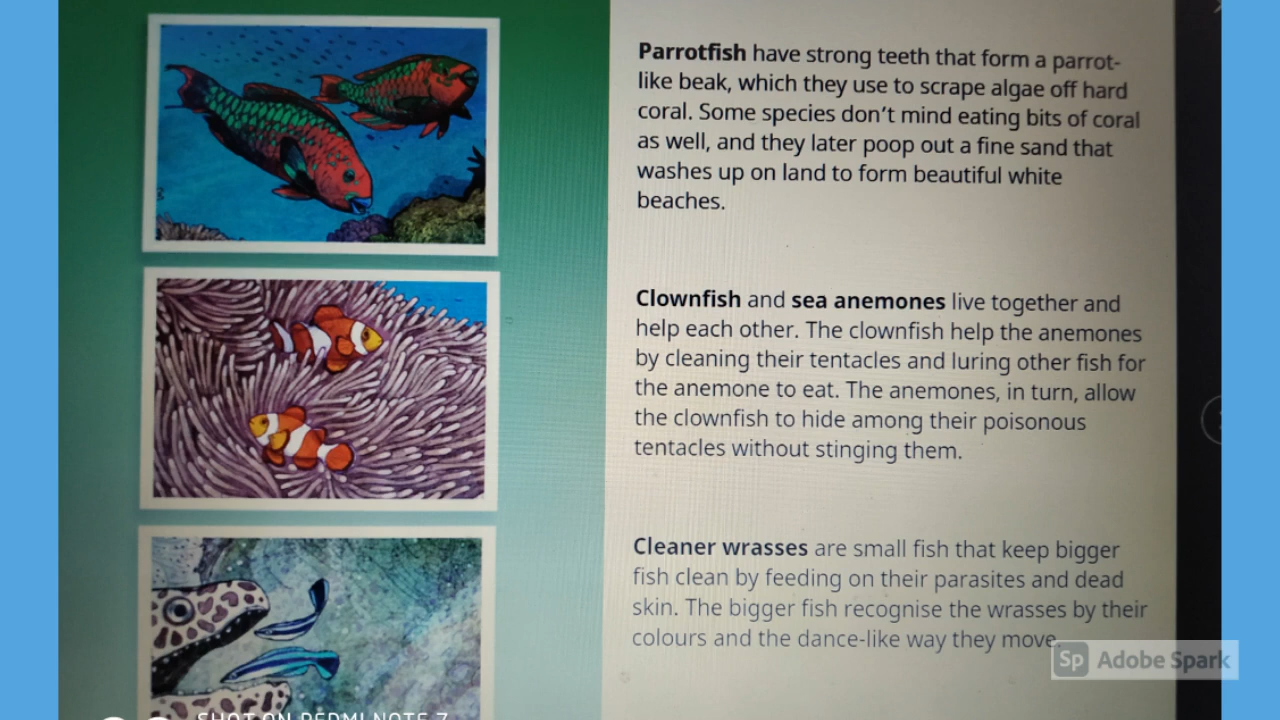 Parrotfish have strong teeth that form a parrot-
like beak, which they use to scrape algae off hard
coral. Some species don't mind eating bits of coral
as well, and they later poop out a fine sand that
washes up on land to form beautiful white
beaches.
Clownfish and sea anemones live together and
help each other. The clownfish help the anemones
by cleaning their tentacles and luring other fish for
the anemone to eat. The anemones, in turn, allow
the clownfish to hide among their poisonous
tentacles without stinging them.
Cleaner wrasses are small fish that keep bigger
fish clean by feeding on their parasites and dead
skin. The bigger fish recognise the wrasses by their
colours and the dance-like way they move.
Sp Adobe Spark
SHOT ON REDMI NOTE 7